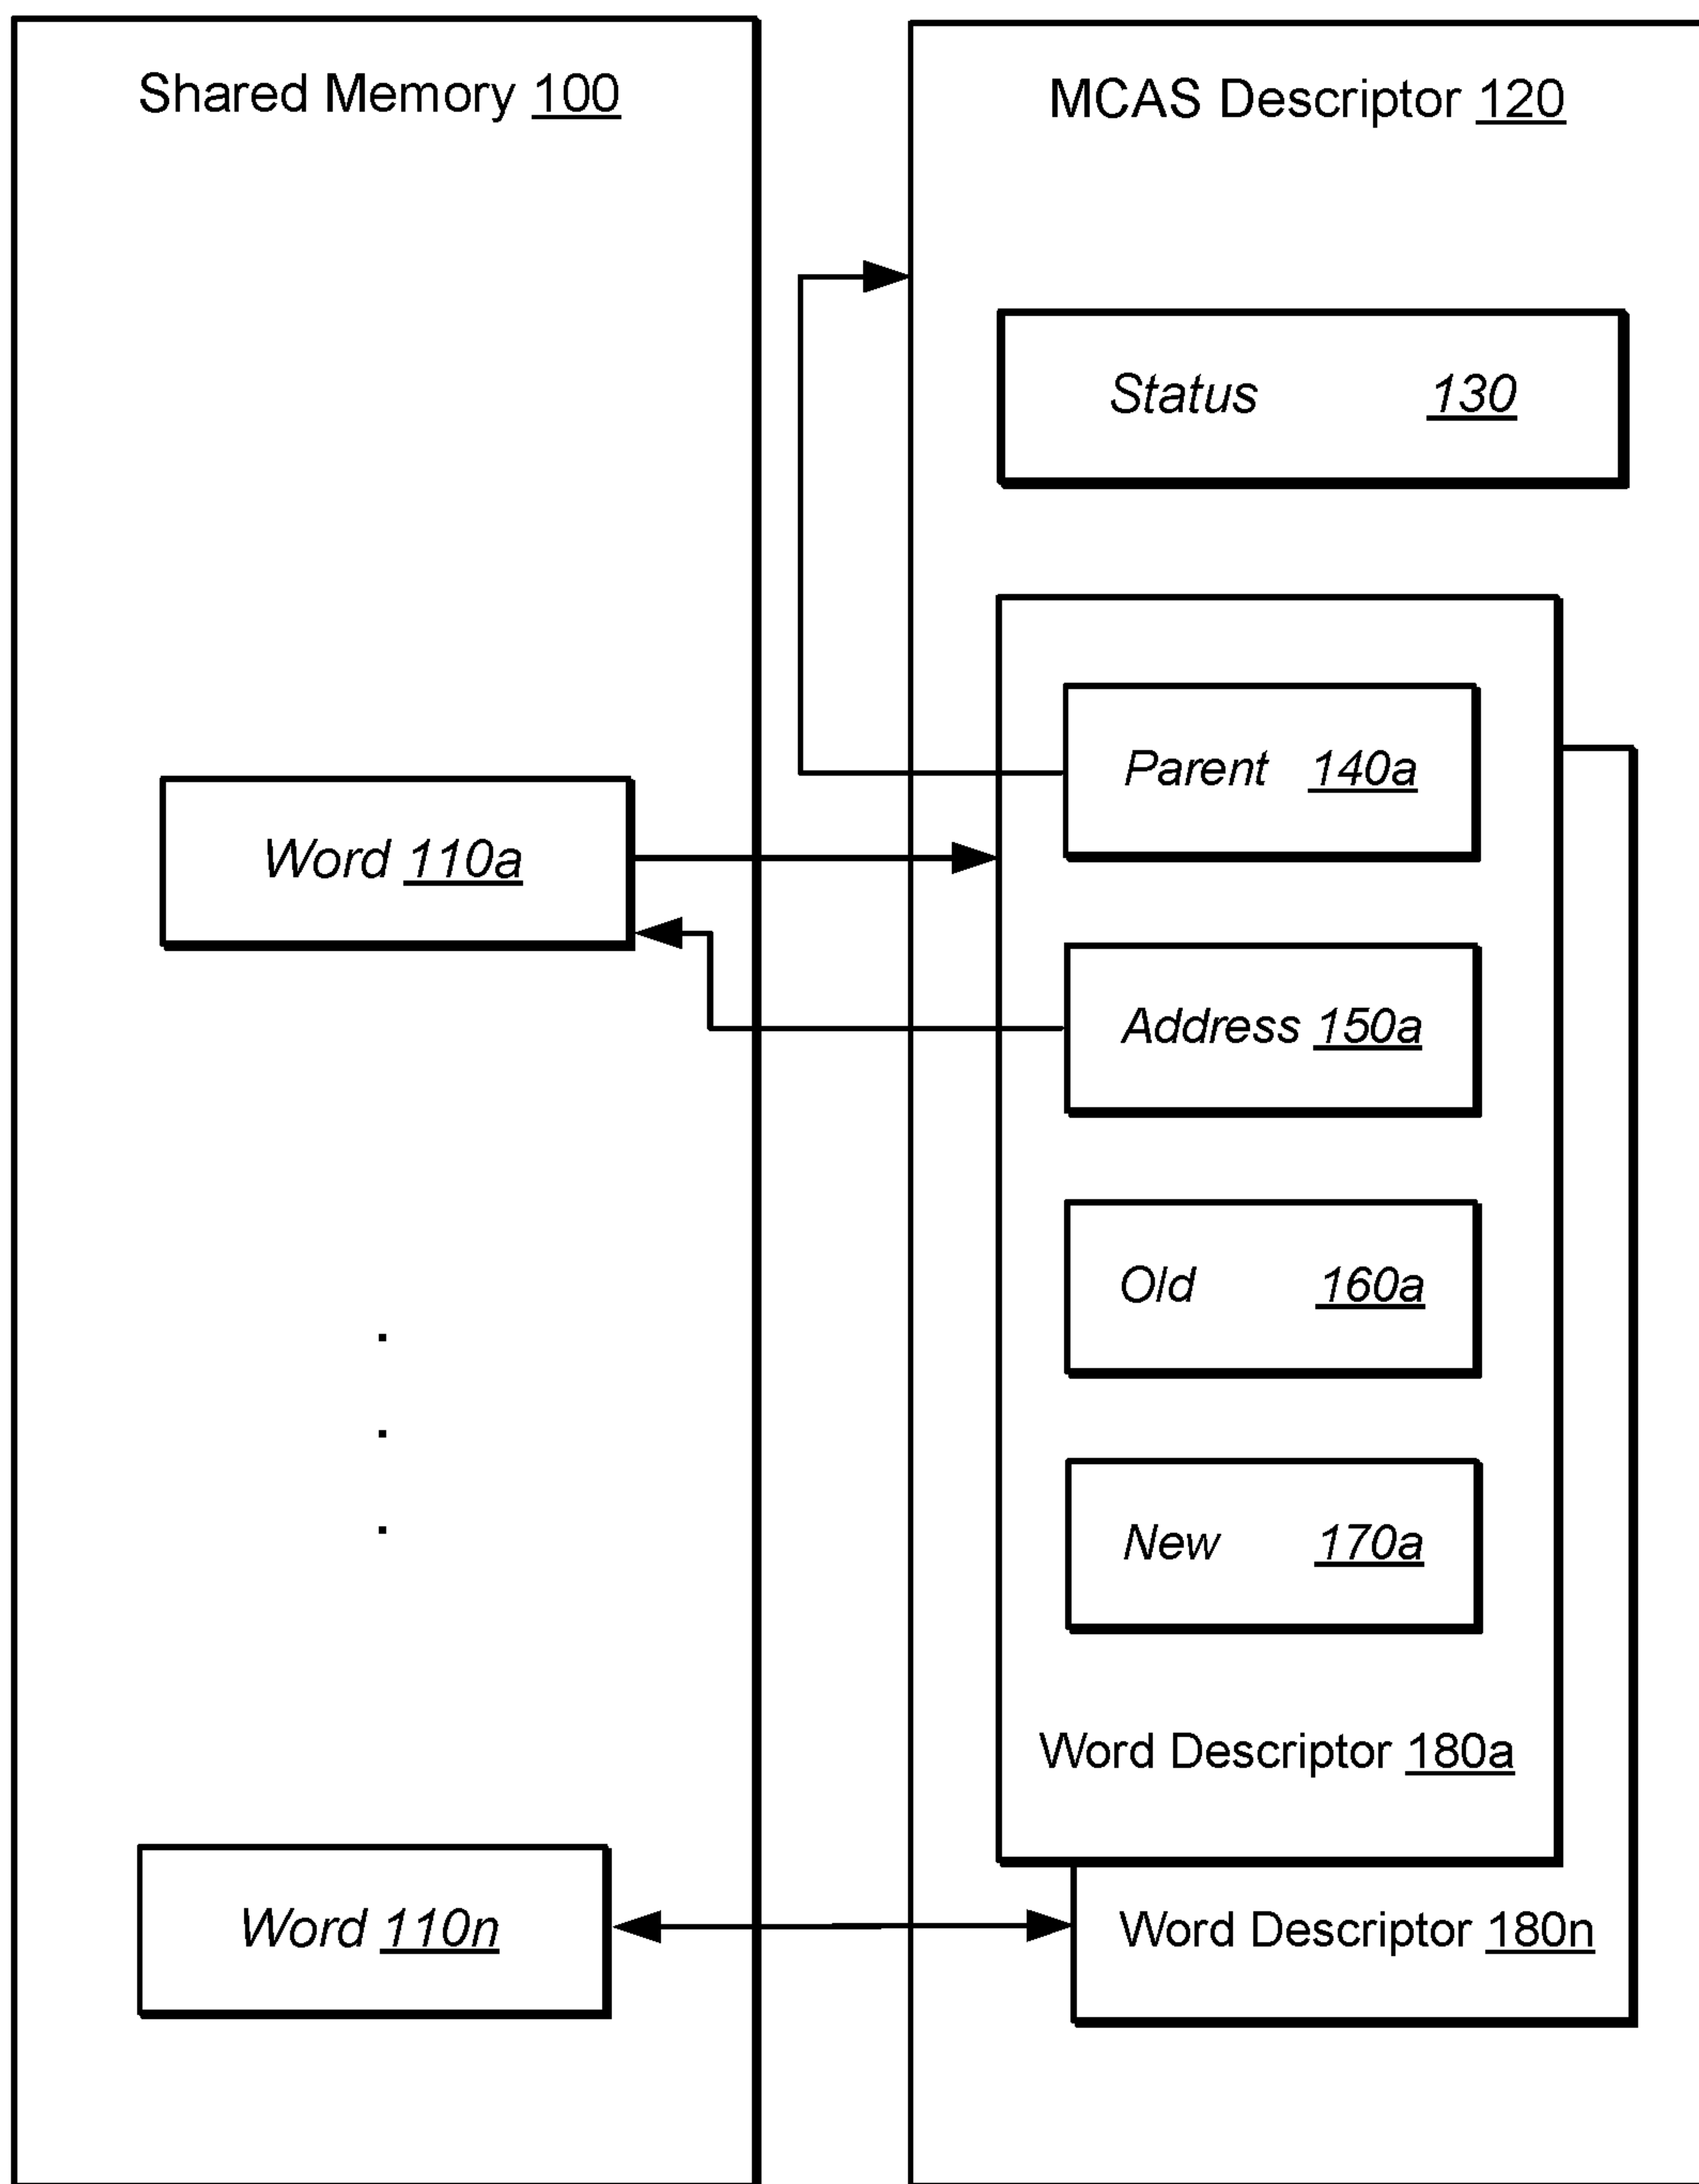 Shared Memory 100
MCAS Descriptor 120
Status 130
Parent 140a
Word 110a
Address 150a
Old 160a
New 170a
Word Descriptor 180a
Word 110n
Word Descriptor 180n